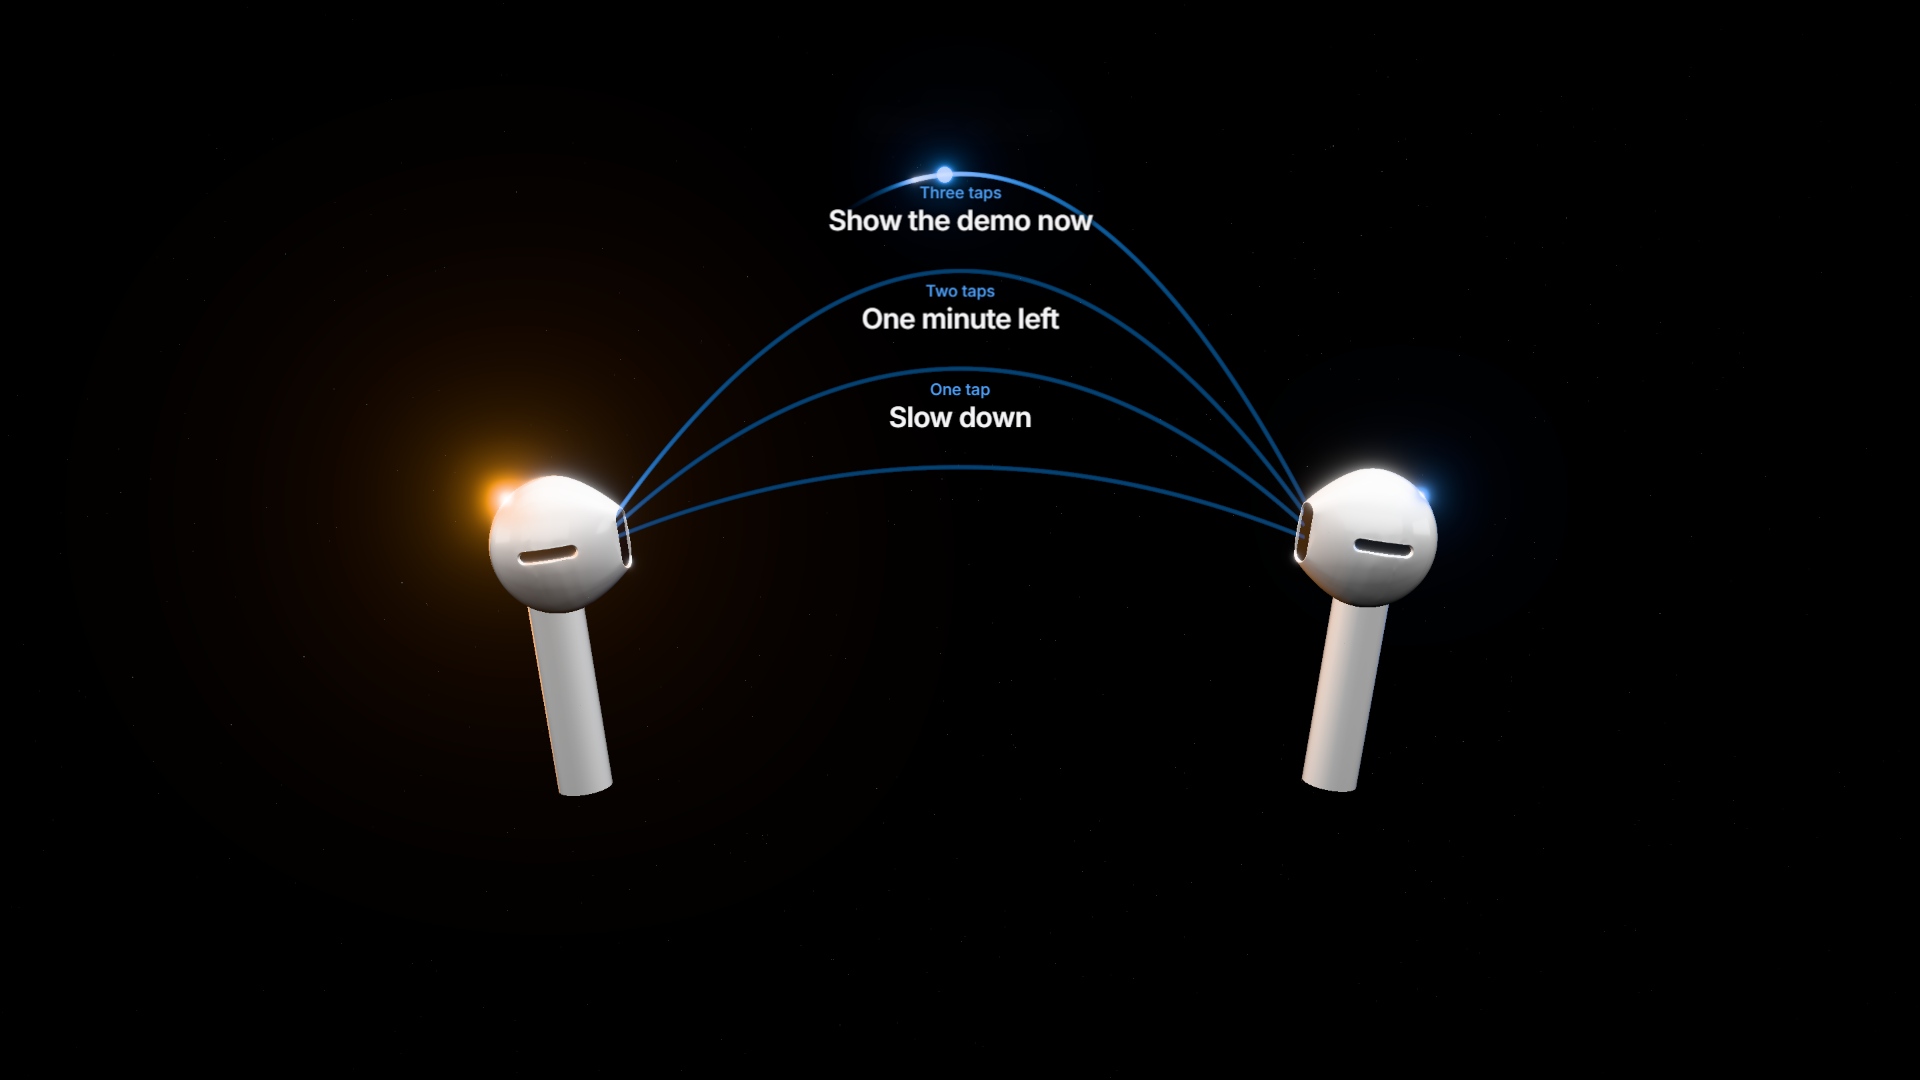 Three taps
Show the demo now
Two taps
One minute left
One tap
Slow down